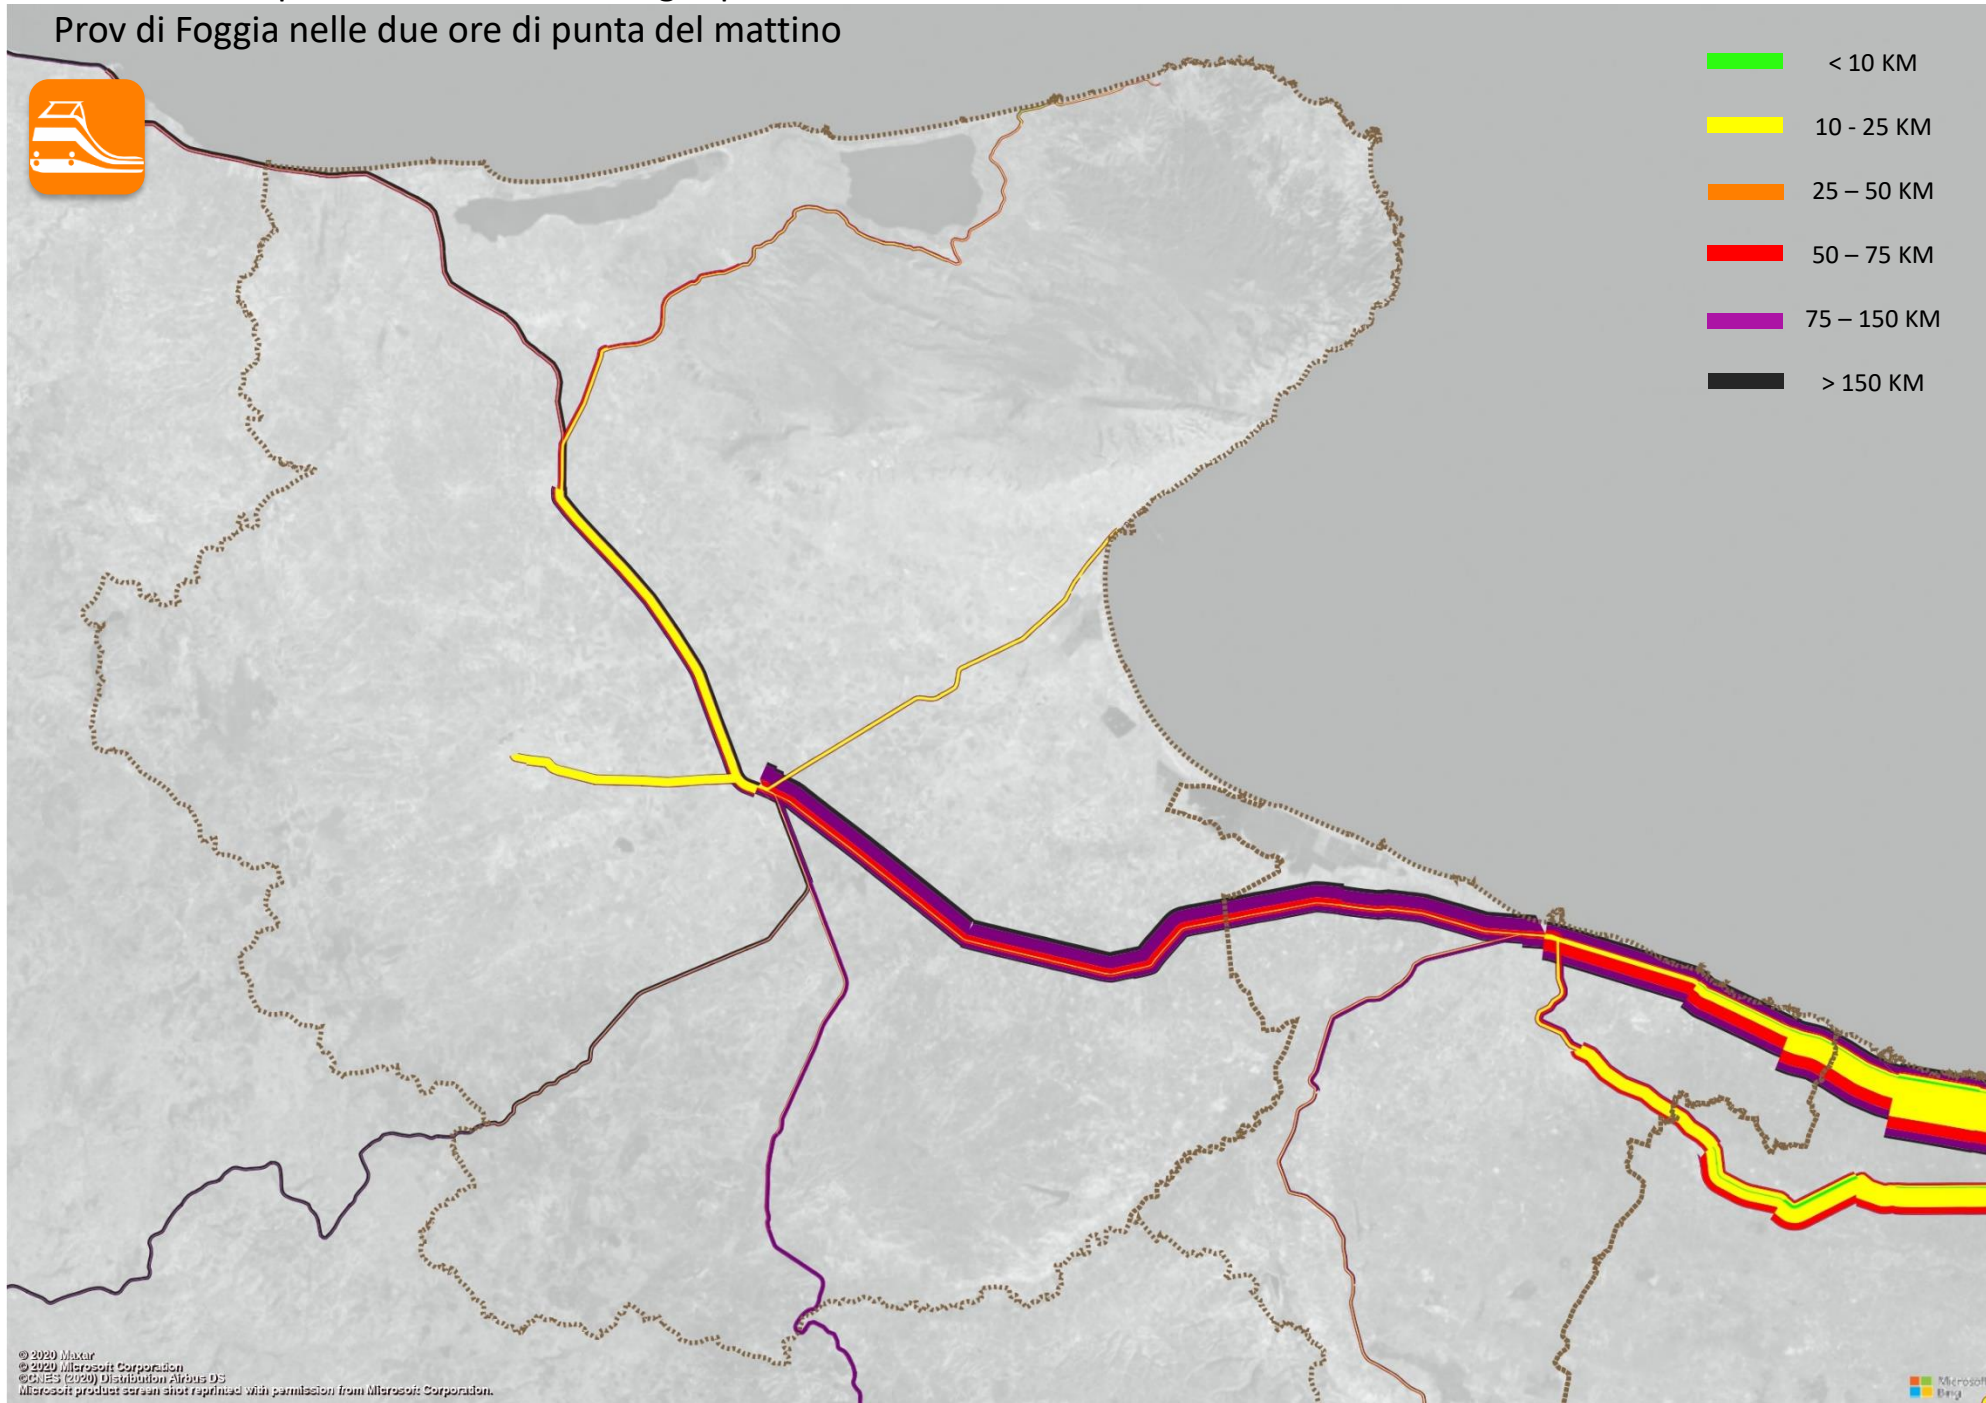 Prov di Foggia nelle due ore di punta del mattino
< 10 KM
10 - 25 KM
25 – 50 KM
50 – 75 KM
75 – 150 KM
> 150 KM
© 2020 Maxar
© 2020 Microsoft Corporation
©CNES (2020) Distribution Airbus DS
Microsoft product screen shot reprinted with permission from Microsoft Corporation.
Microsoft
Bing